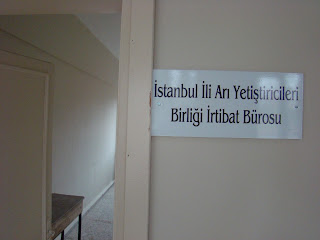 İstanbul İli Arı Yetiştiricileri
Birliği İrtibat Bürosu